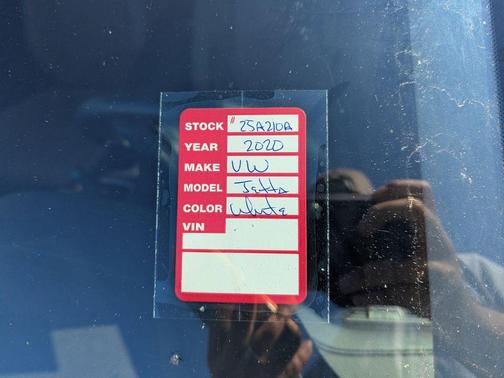 STOCK # 25A210A
YEAR 2020
MAKE VW
MODEL Jetta
COLOR White
VIN